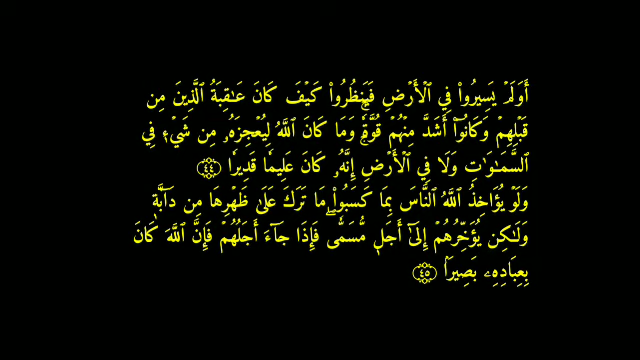 أَوَلَمۡ يَسِيرُواْ فِي ٱلۡأَرۡضِ فَيَنظُرُواْ كَيۡفَ كَانَ عَٰقِبَةُ ٱلَّذِينَ مِن
قَبۡلِهِمۡ وَكَانُوٓاْ أَشَدَّ مِنۡهُمۡ قُوَّةٗۚ وَمَا كَانَ ٱللَّهُ لِيُعۡجِزَهُۥ مِن شَيۡءٖ فِي
ٱلسَّمَٰوَٰتِ وَلَا فِي ٱلۡأَرۡضِۚ إِنَّهُۥ كَانَ عَلِيمٗا قَدِيرٗا ٤٤
وَلَوۡ يُؤَاخِذُ ٱللَّهُ ٱلنَّاسَ بِمَا كَسَبُواْ مَا تَرَكَ عَلَىٰ ظَهۡرِهَا مِن دَآبَّةٖ
وَلَٰكِن يُؤَخِّرُهُمۡ إِلَىٰٓ أَجَلٖ مُّسَمّٗىۖ فَإِذَا جَآءَ أَجَلُهُمۡ فَإِنَّ ٱللَّهَ كَانَ
بِعِبَادِهِۦ بَصِيرَۢا ٤٥